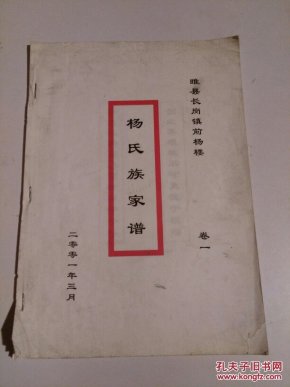 睢县长岗镇前杨楼
卷一
杨氏族家谱
二零零一年三月
孔夫子旧书网